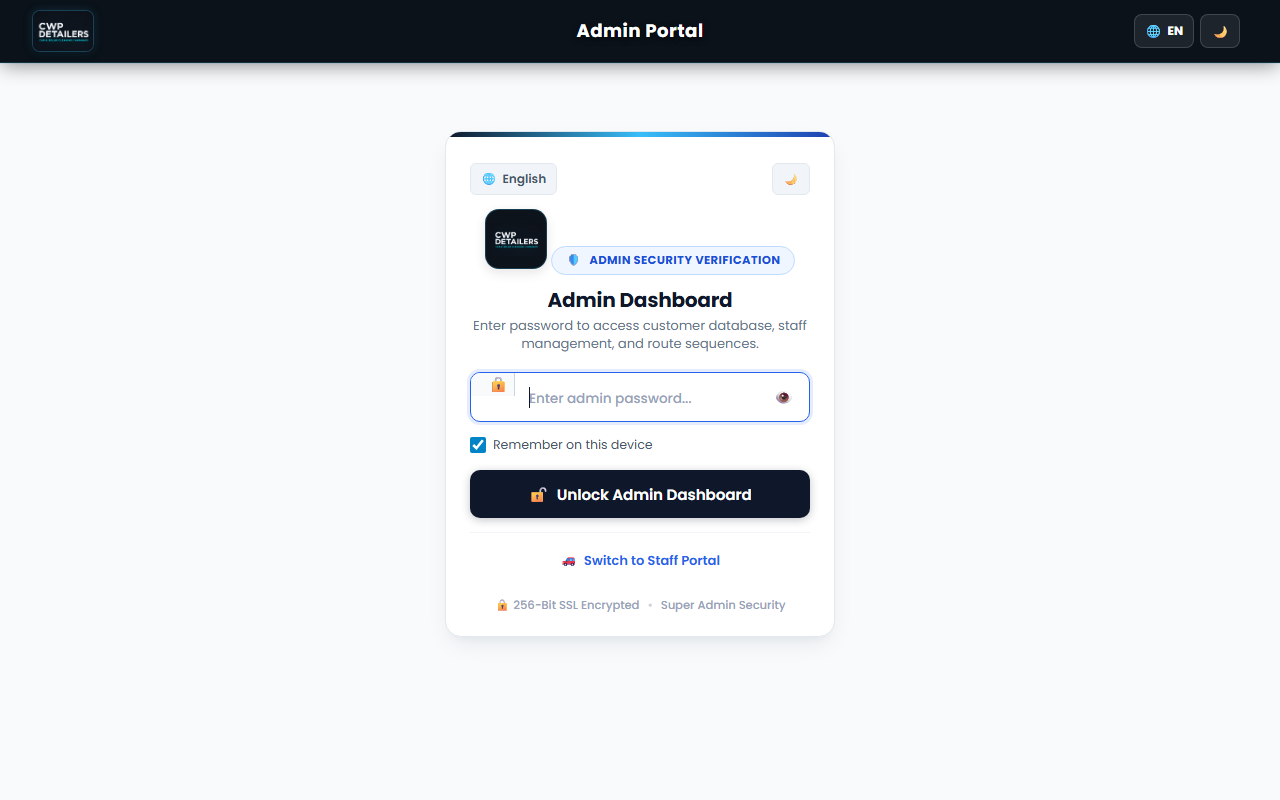 CWP
DETAILERS
Admin Portal
EN
English
CWP
DETAILERS
ADMIN SECURITY VERIFICATION
Admin Dashboard
Enter password to access customer database, staff
management, and route sequences.
Enter admin password...
Remember on this device
Unlock Admin Dashboard
Switch to Staff Portal
256-Bit SSL Encrypted • Super Admin Security